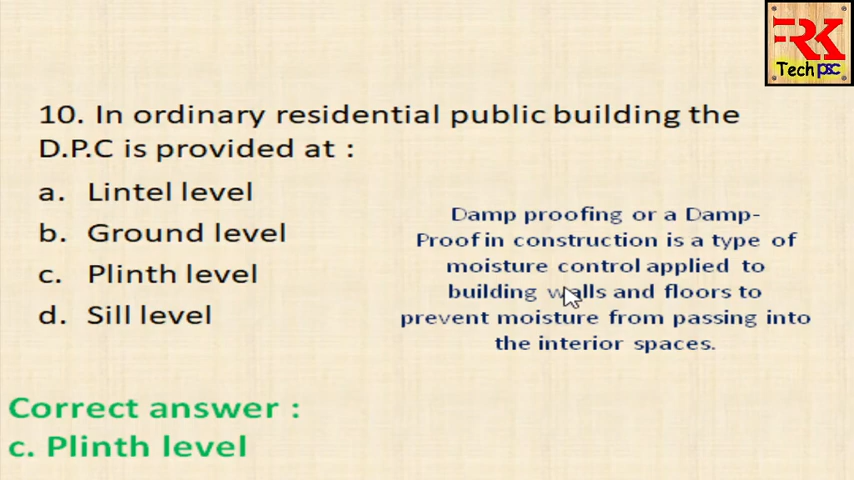 RK
Tech psc
10. In ordinary residential public building the
D.P.C is provided at :
a. Lintel level
b. Ground level
c. Plinth level
d. Sill level
Damp proofing or a Damp-
Proof in construction is a type of
moisture control applied to
building walls and floors to
prevent moisture from passing into
the interior spaces.
Correct answer :
c. Plinth level